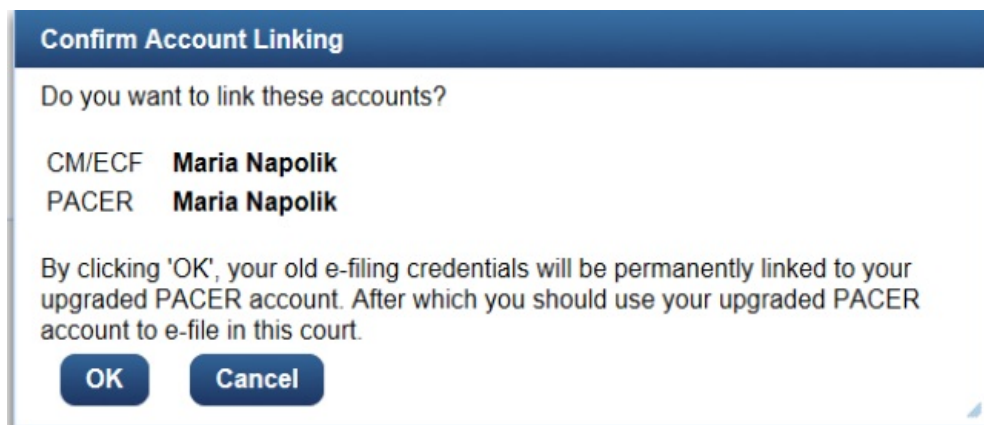 Confirm Account Linking
Do you want to link these accounts?
CM/ECF Maria Napolik
PACER Maria Napolik
By clicking 'OK', your old e-filing credentials will be permanently linked to your
upgraded PACER account. After which you should use your upgraded PACER
account to e-file in this court.
OK Cancel